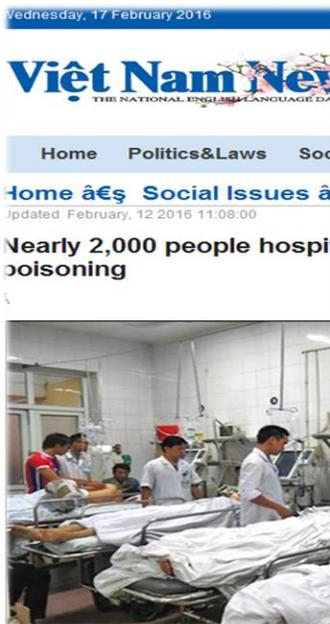 Wednesday, 17 February 2016
Việt Nam New
THE NATIONAL ENGLISH LANGUAGE DA
Home Politics&Laws Soc
Home â€ş Social Issues â
Updated February, 12 2016 11:08:00
Nearly 2,000 people hospi
poisoning
Â